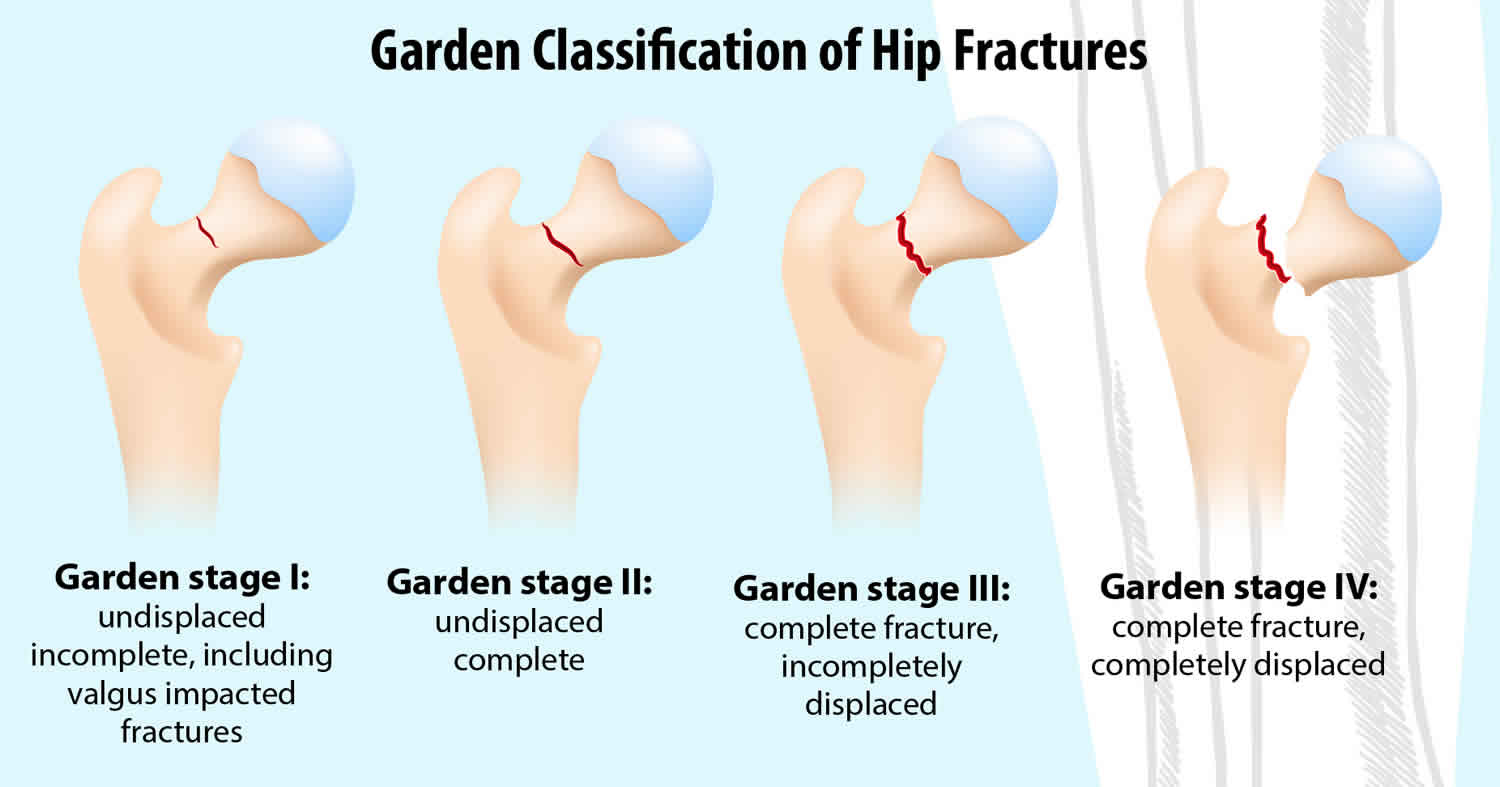 Garden Classification of Hip Fractures
Garden stage I:
undisplaced
incomplete, including
valgus impacted
fractures
Garden stage II:
undisplaced
complete
Garden stage III:
complete fracture,
incompletely
displaced
Garden stage IV:
complete fracture,
completely displaced